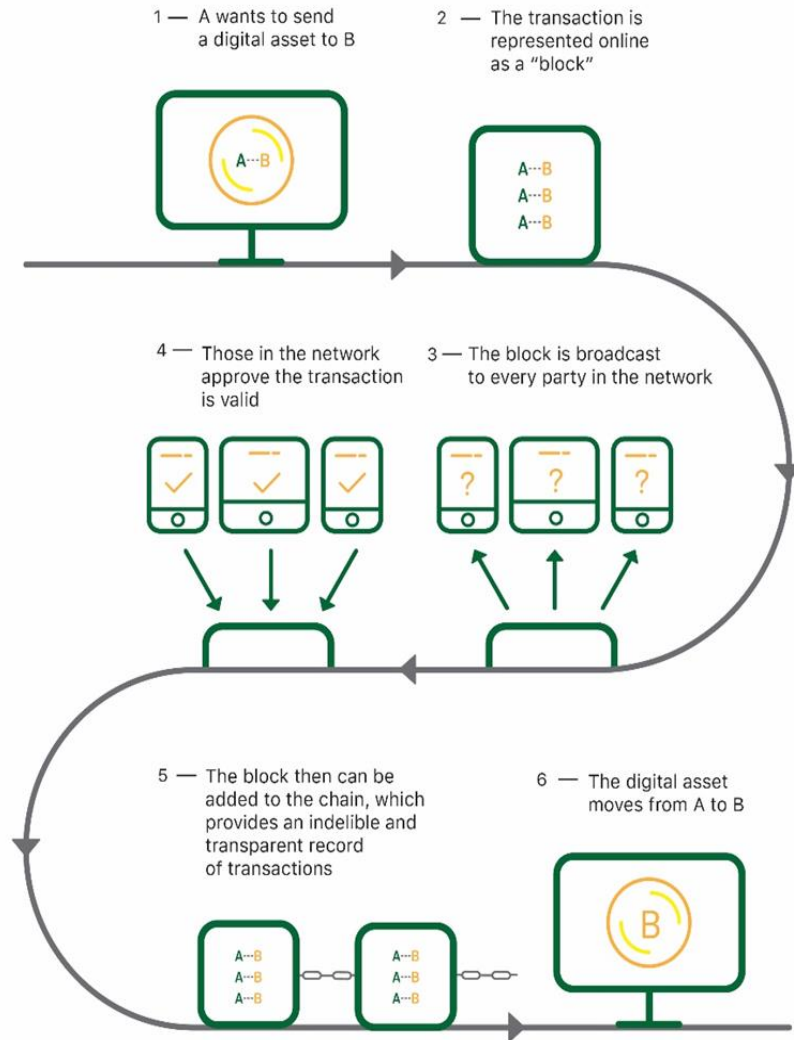 1 — A wants to send
a digital asset to B
2 — The transaction is
represented online
as a “block”
A---B
A---B
A---B
A---B
3 — The block is broadcast
to every party in the network
? ? ?
4 — Those in the network
approve the transaction
is valid
5 — The block then can be
added to the chain, which
provides an indelible and
transparent record
of transactions
A---B
A---B
A---B
A---B
A---B
A---B
6 — The digital asset
moves from A to B
B